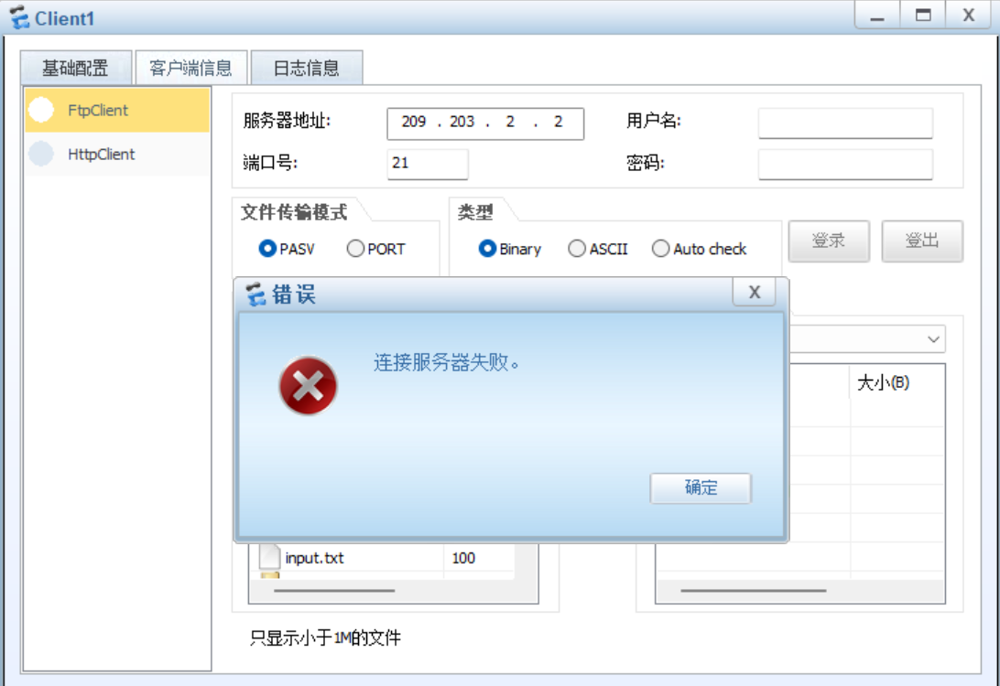 Client1
X
基础配置 客户端信息 日志信息
FtpClient
HttpClient
服务器地址: 209 . 203 . 2 . 2 用户名:
端口号: 21 密码:
文件传输模式 类型
PASV PORT Binary ASCII Auto check 登录 登出
错误 X
连接服务器失败。
大小(B)
确定
input.txt 100
只显示小于1M的文件